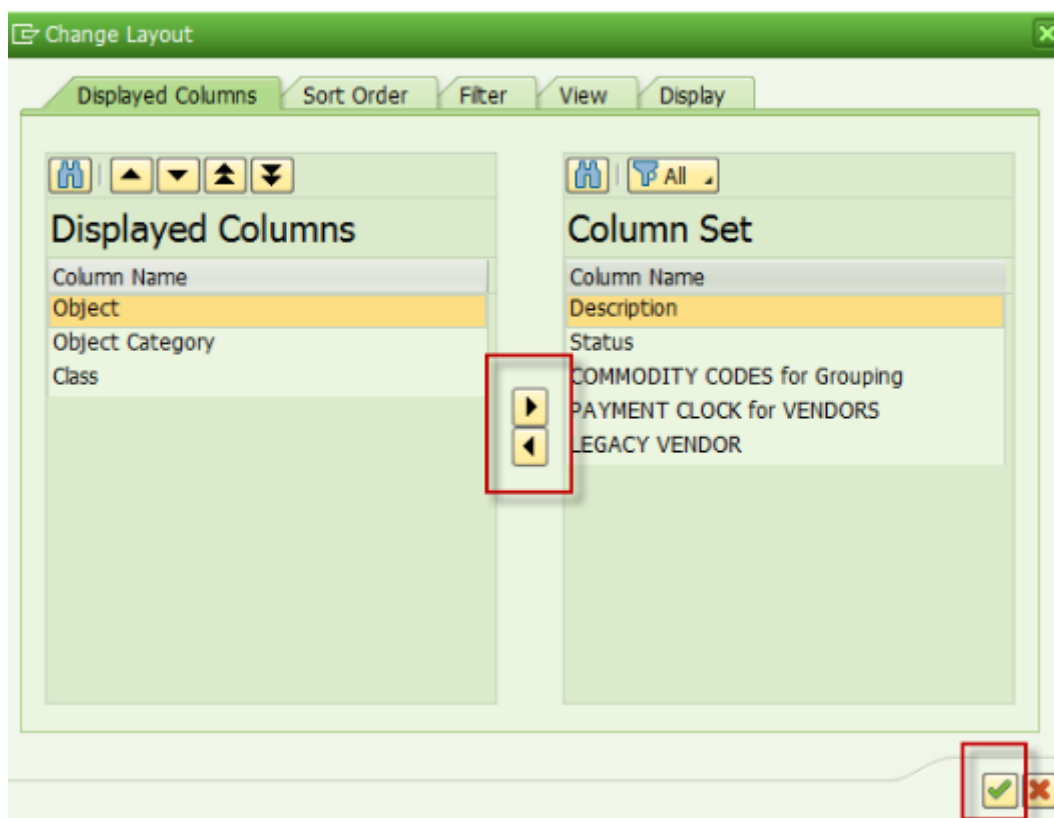 Change Layout
Displayed Columns Sort Order Filter View Display
All
Displayed Columns
Column Name
Object
Object Category
Class
Column Set
Column Name
Description
Status
COMMODITY CODES for Grouping
PAYMENT CLOCK for VENDORS
LEGACY VENDOR